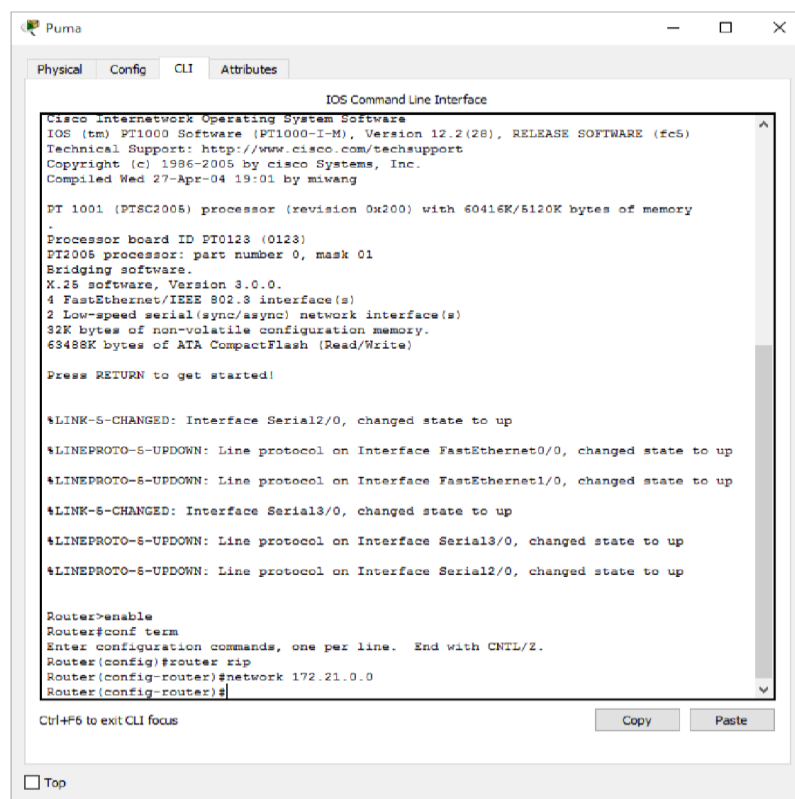 Puma
Physical Config CLI Attributes
IOS Command Line Interface
Cisco Internetwork Operating System Software
IOS (tm) PT1000 Software (PT1000-I-M), Version 12.2(28), RELEASE SOFTWARE (fc5)
Technical Support: http://www.cisco.com/techsupport
Copyright (c) 1986-2005 by cisco Systems, Inc.
Compiled Wed 27-Apr-04 19:01 by miwang
PT 1001 (PTSC2005) processor (revision 0x200) with 60416K/5120K bytes of memory
.
Processor board ID PT0123 (0123)
PT2005 processor: part number 0, mask 01
Bridging software.
X.25 software, Version 3.0.0.
4 FastEthernet/IEEE 802.3 interface(s)
2 Low-speed serial(sync/async) network interface(s)
32K bytes of non-volatile configuration memory.
63488K bytes of ATA CompactFlash (Read/Write)
Press RETURN to get started!
%LINK-5-CHANGED: Interface Serial2/0, changed state to up
%LINEPROTO-5-UPDOWN: Line protocol on Interface FastEthernet0/0, changed state to up
%LINEPROTO-5-UPDOWN: Line protocol on Interface FastEthernet1/0, changed state to up
%LINK-5-CHANGED: Interface Serial3/0, changed state to up
%LINEPROTO-5-UPDOWN: Line protocol on Interface Serial3/0, changed state to up
%LINEPROTO-5-UPDOWN: Line protocol on Interface Serial2/0, changed state to up
Router>enable
Router#conf term
Enter configuration commands, one per line. End with CNTL/Z.
Router(config)#router rip
Router(config-router)#network 172.21.0.0
Router(config-router)#
Ctrl+F6 to exit CLI focus
Copy Paste
Top